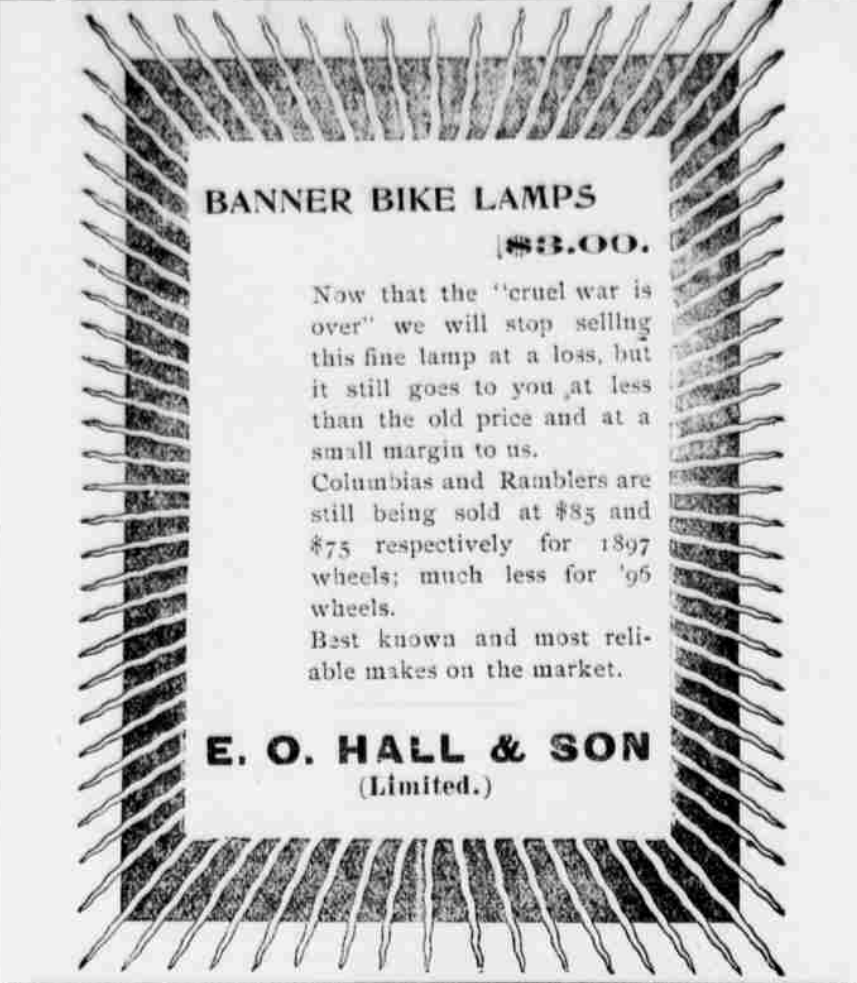 BANNER BIKE LAMPS
$3.00.
Now that the "cruel war is
over" we will stop selling
this fine lamp at a loss, but
it still goes to you at less
than the old price and at a
small margin to us.
Columbias and Ramblers are
still being sold at $85 and
$75 respectively for 1897
wheels; much less for '96
wheels.
Best known and most reli-
able makes on the market.
E. O. HALL & SON
(Limited.)